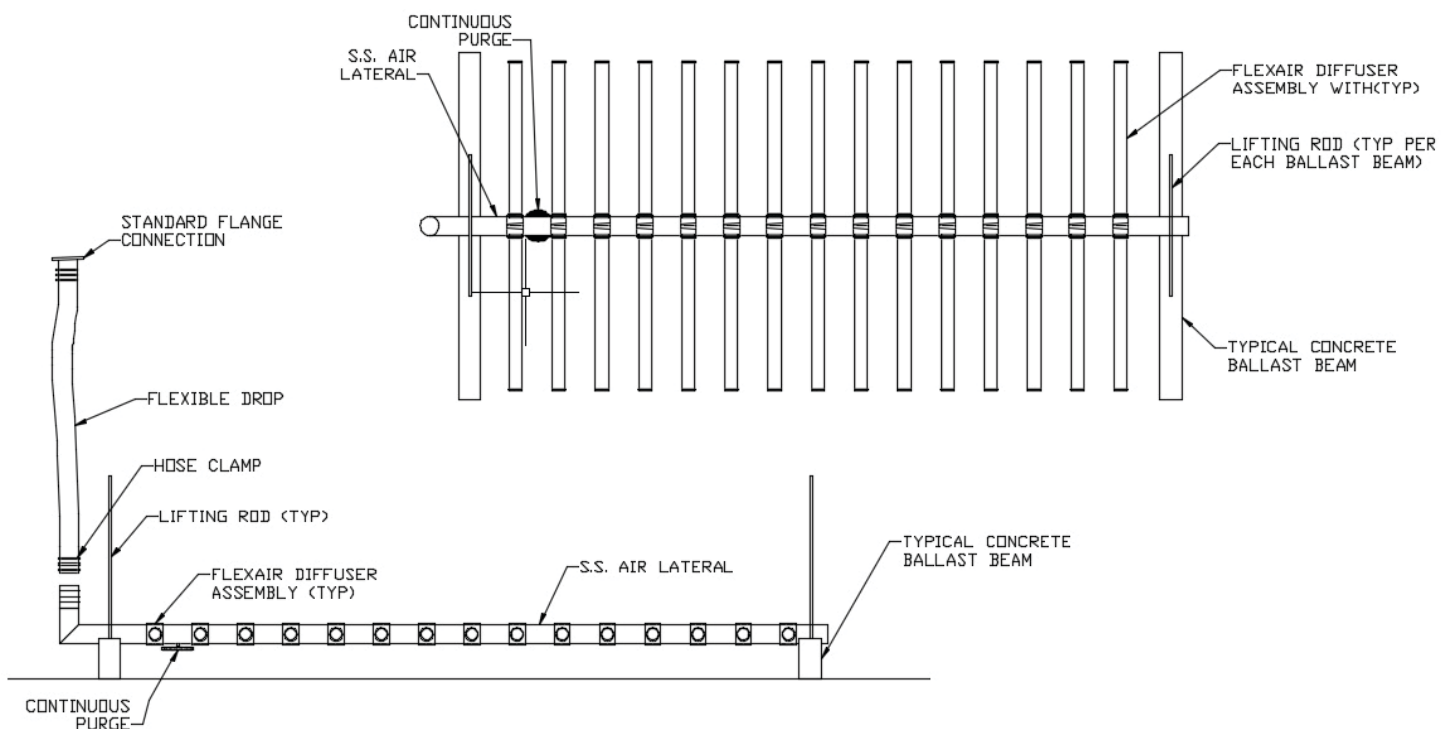 CONTINUOUS
PURGE
S.S. AIR
LATERAL
FLEXAIR DIFFUSER
ASSEMBLY WITH(TYP)
LIFTING ROD (TYP PER
EACH BALLAST BEAM)
STANDARD FLANGE
CONNECTION
TYPICAL CONCRETE
BALLAST BEAM
FLEXIBLE DROP
HOSE CLAMP
LIFTING ROD (TYP)
FLEXAIR DIFFUSER
ASSEMBLY (TYP)
S.S. AIR LATERAL
TYPICAL CONCRETE
BALLAST BEAM
CONTINUOUS
PURGE